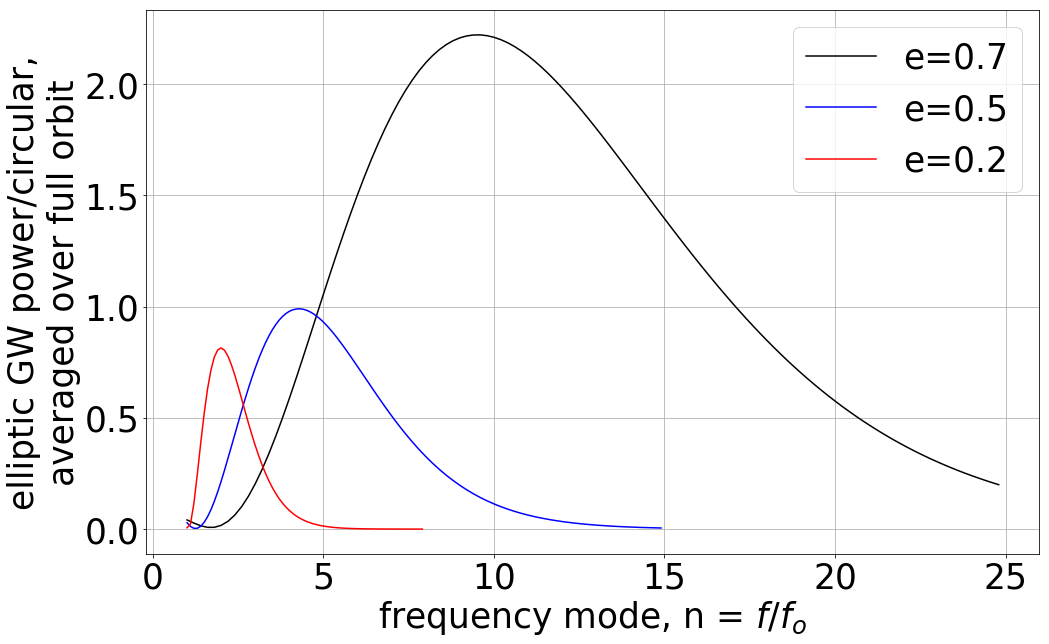 elliptic GW power/circular,
averaged over full orbit
2.0
1.5
1.0
0.5
0.0
0 5 10 15 20 25
frequency mode, n = f/fₒ
e=0.7
e=0.5
e=0.2